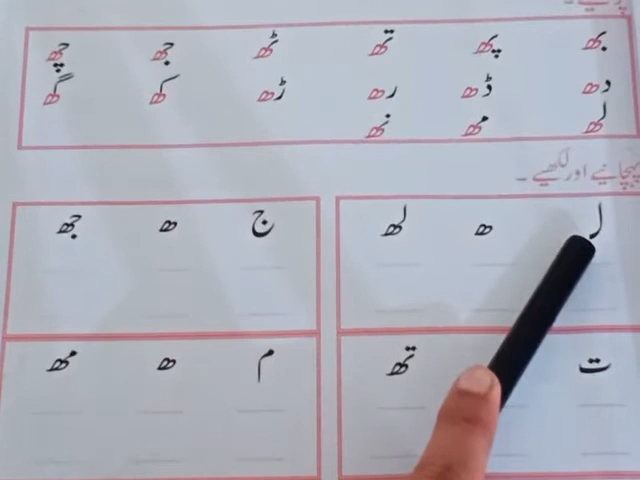 بھ پھ تھ ٹھ جھ چھ
دھ ڈھ رھ ڑھ کھ گھ
لھ مھ نھ
پہچانیے اور لکھیے ۔
ل ھ لھ
ج ھ جھ
ت تھ
م ھ مھ